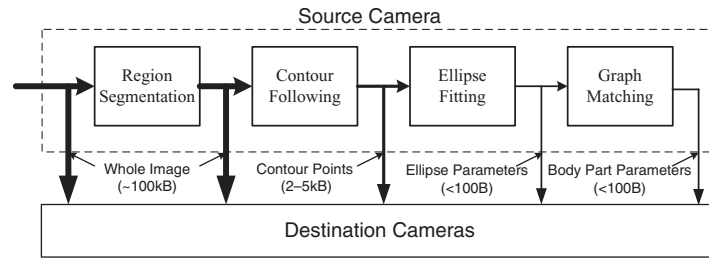 Source Camera
Region
Segmentation
Contour
Following
Ellipse
Fitting
Graph
Matching
Whole Image
(~100kB)
Contour Points
(2–5kB)
Ellipse Parameters
(<100B)
Body Part Parameters
(<100B)
Destination Cameras